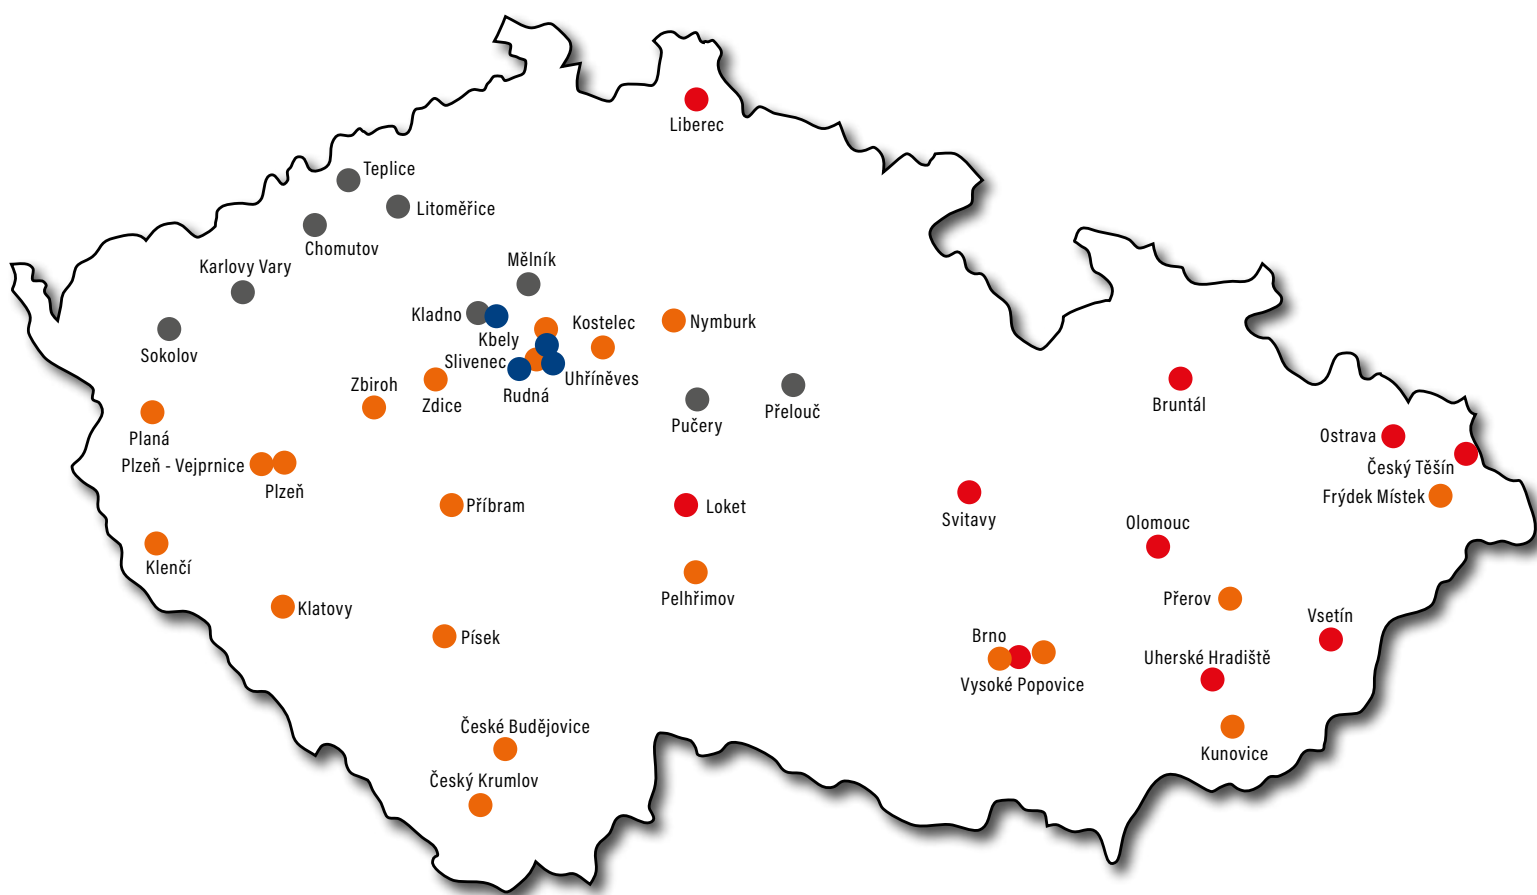 Liberec
Teplice
Litoměřice
Chomutov
Karlovy Vary
Mělník
Kladno
Kbely
Kostelec
Nymburk
Sokolov
Slivenec
Uhříněves
Rudná
Zbiroh
Zdice
Pučery
Přelouč
Bruntál
Planá
Ostrava
Plzeň - Vejprnice
Český Těšín
Plzeň
Frýdek Místek
Příbram
Loket
Svitavy
Olomouc
Klenčí
Pelhřimov
Přerov
Klatovy
Vsetín
Písek
Brno
Uherské Hradiště
Vysoké Popovice
České Budějovice
Kunovice
Český Krumlov